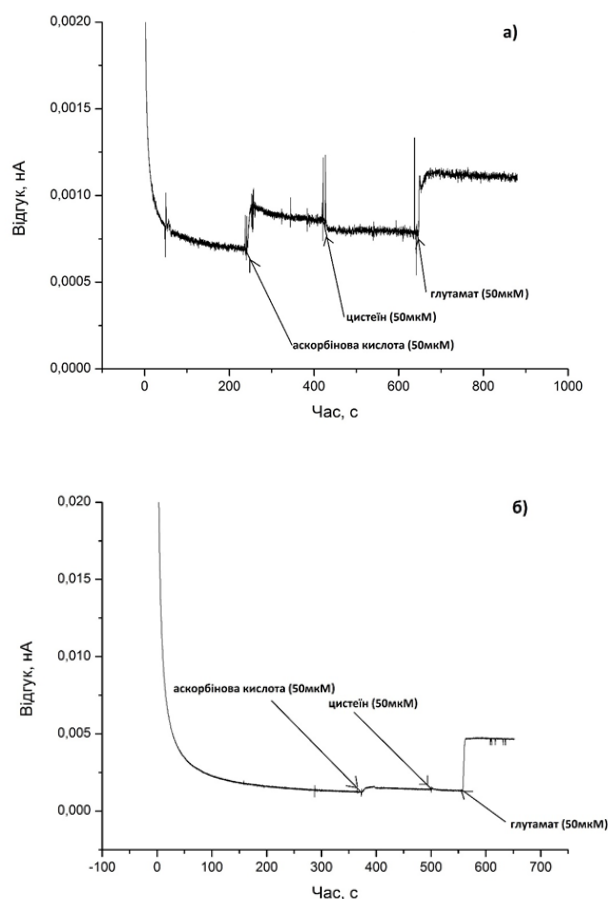 а)
0,0020
0,0015
0,0010
0,0005
0,0000
Відгук, нА
глутамат (50мкМ)
цистеїн (50мкМ)
аскорбінова кислота (50мкМ)
0 200 400 600 800 1000
Час, с
б)
0,020
0,015
0,010
0,005
0,000
Відгук, нА
аскорбінова кислота (50мкМ)
цистеїн (50мкМ)
глутамат (50мкМ)
-100 0 100 200 300 400 500 600 700
Час, с